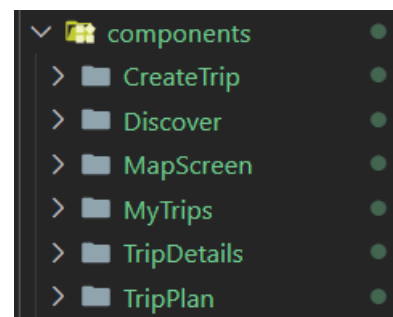 components
CreateTrip
Discover
MapScreen
MyTrips
TripDetails
TripPlan